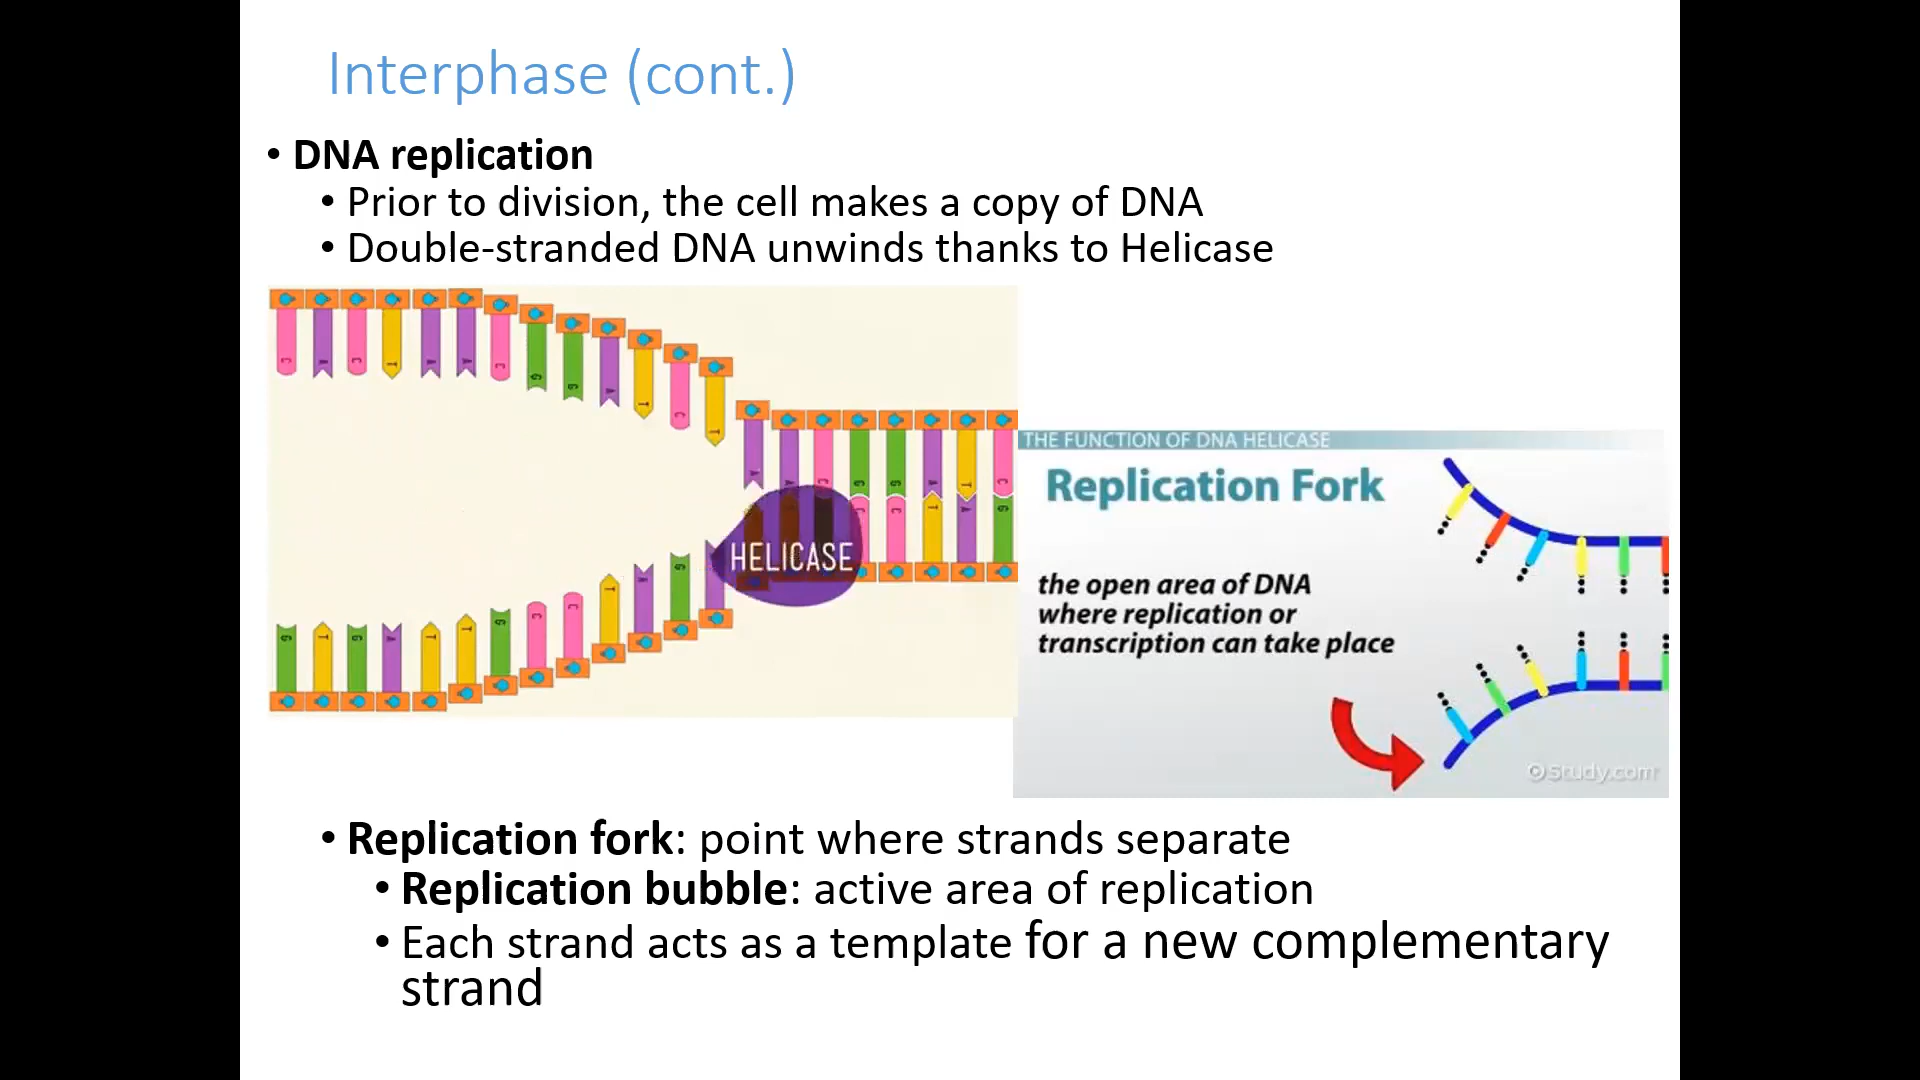 Interphase (cont.)
• DNA replication
• Prior to division, the cell makes a copy of DNA
• Double-stranded DNA unwinds thanks to Helicase
C A C T A A C G G A T C T
A A C G G A T C
C C T A G
HELICASE
G T G A T T G C C T A G
THE FUNCTION OF DNA HELICASE
Replication Fork
the open area of DNA
where replication or
transcription can take place
Study.com
• Replication fork: point where strands separate
• Replication bubble: active area of replication
• Each strand acts as a template for a new complementary
strand